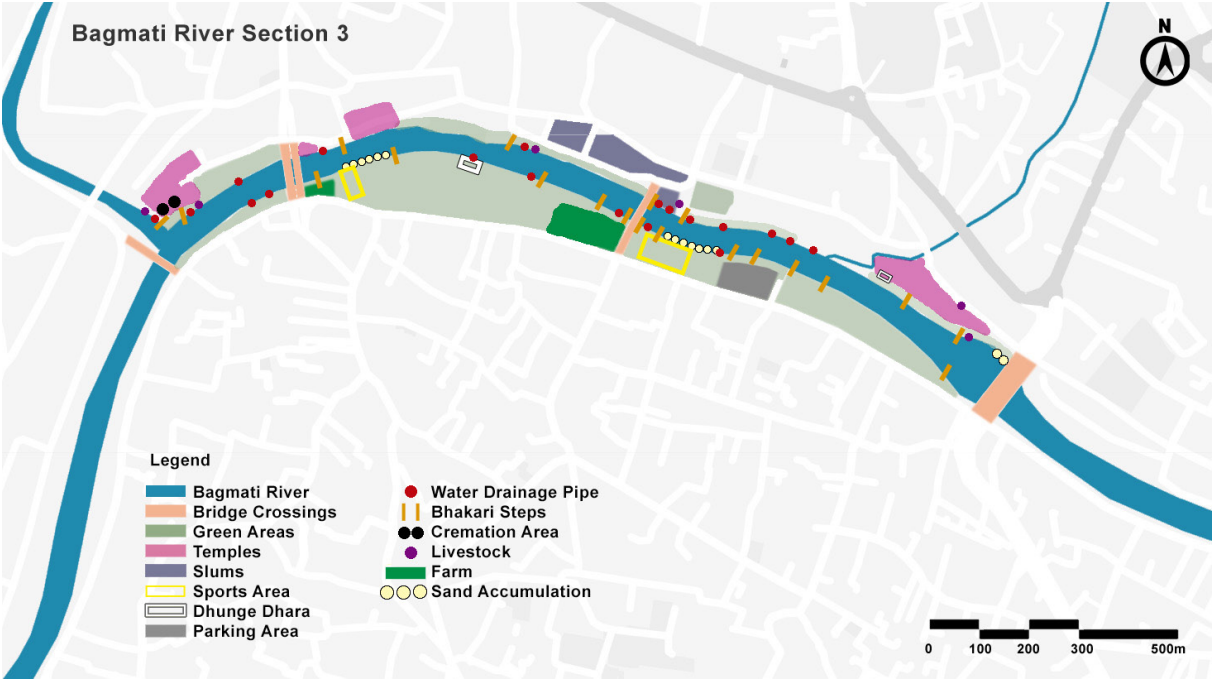 Bagmati River Section 3
N
Legend
Bagmati River
Bridge Crossings
Green Areas
Temples
Slums
Sports Area
Dhunge Dhara
Parking Area
Water Drainage Pipe
Bhakari Steps
Cremation Area
Livestock
Farm
Sand Accumulation
0 100 200 300 500m